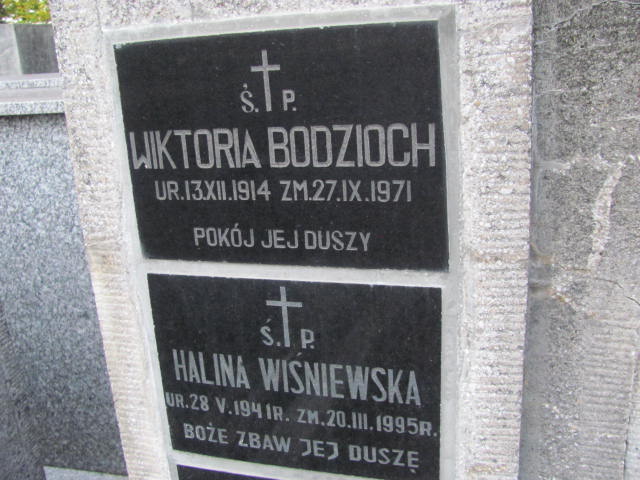 Ś. P.
WIKTORIA BODZIOCH
UR.13.XII.1914 ZM.27.IX.1971
POKÓJ JEJ DUSZY
Ś. P.
HALINA WIŚNIEWSKA
UR.28 V.1941R. ZM.20.III.1995R.
BOŻE ZBAW JEJ DUSZĘ